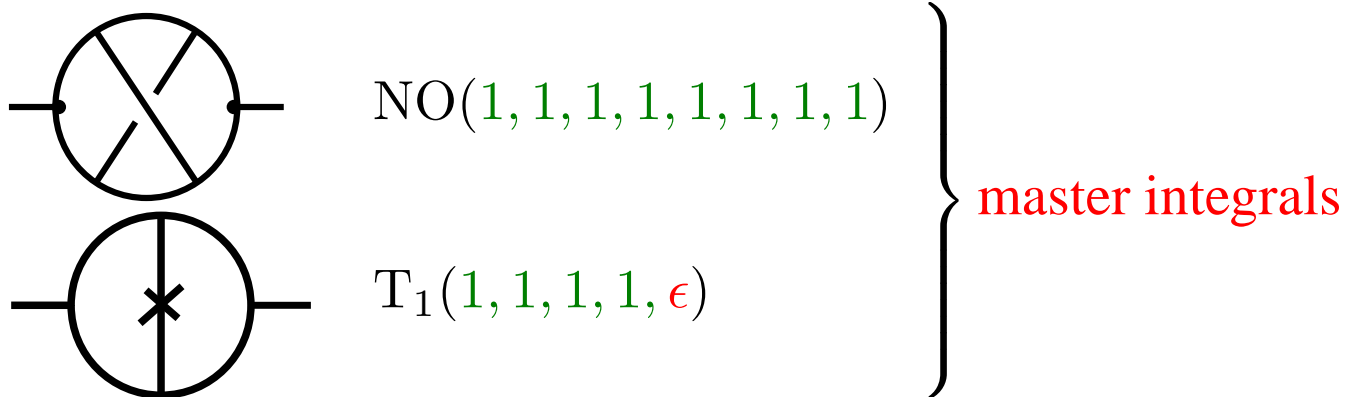 NO(1, 1, 1, 1, 1, 1, 1, 1)
master integrals
T₁(1, 1, 1, 1, ϵ)